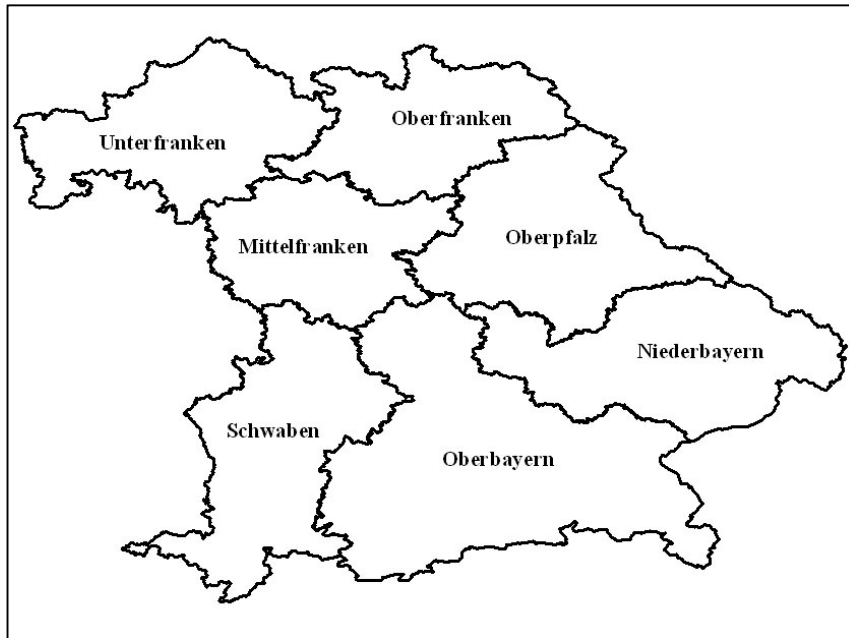 Oberfranken
Unterfranken
Oberpfalz
Mittelfranken
Niederbayern
Schwaben
Oberbayern